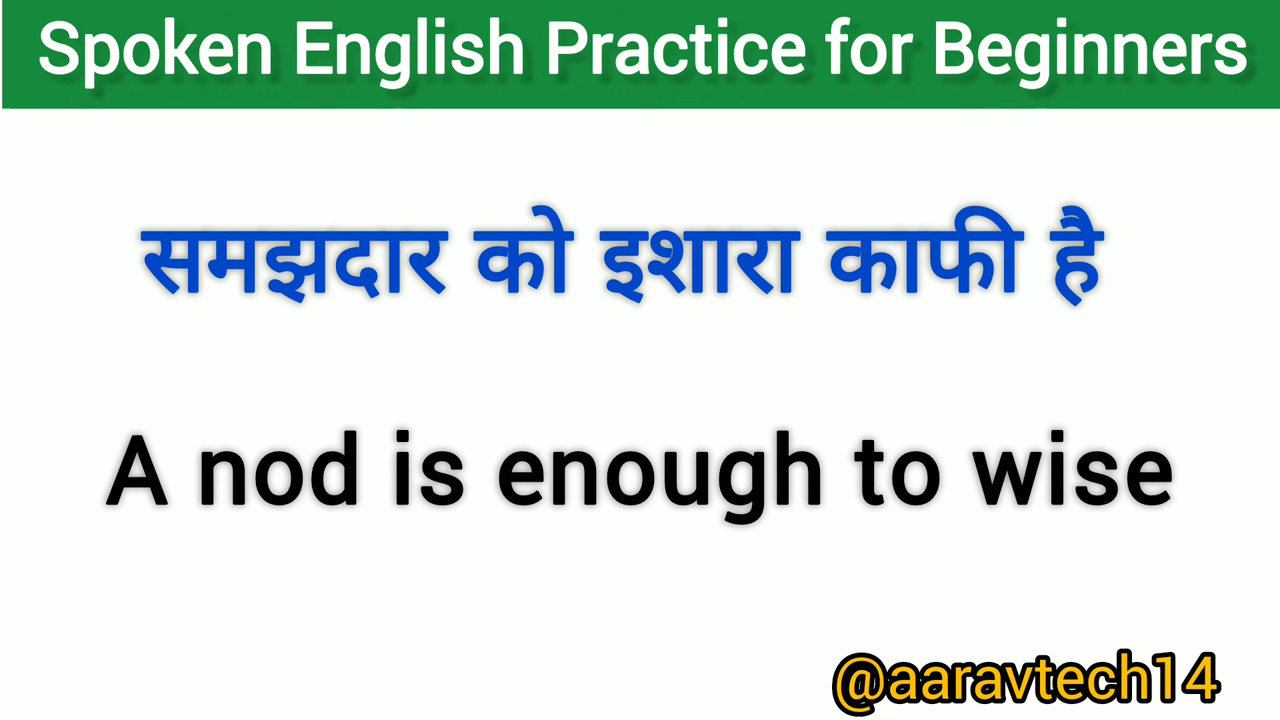 Spoken English Practice for Beginners
समझदार को इशारा काफी है
A nod is enough to wise
@aaravtech14